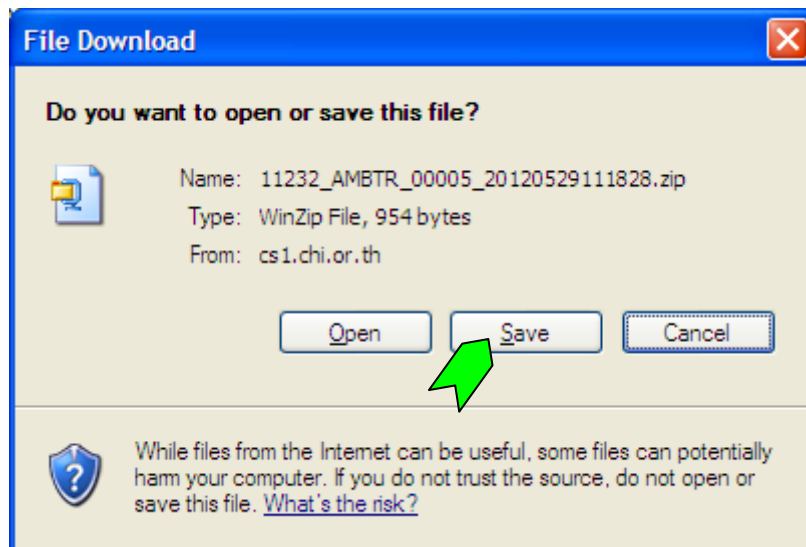 File Download
Do you want to open or save this file?
Name: 11232_AMBTR_00005_20120529111828.zip
Type: WinZip File, 954 bytes
From: cs1.chi.or.th
Open Save Cancel
While files from the Internet can be useful, some files can potentially
harm your computer. If you do not trust the source, do not open or
save this file. What's the risk?